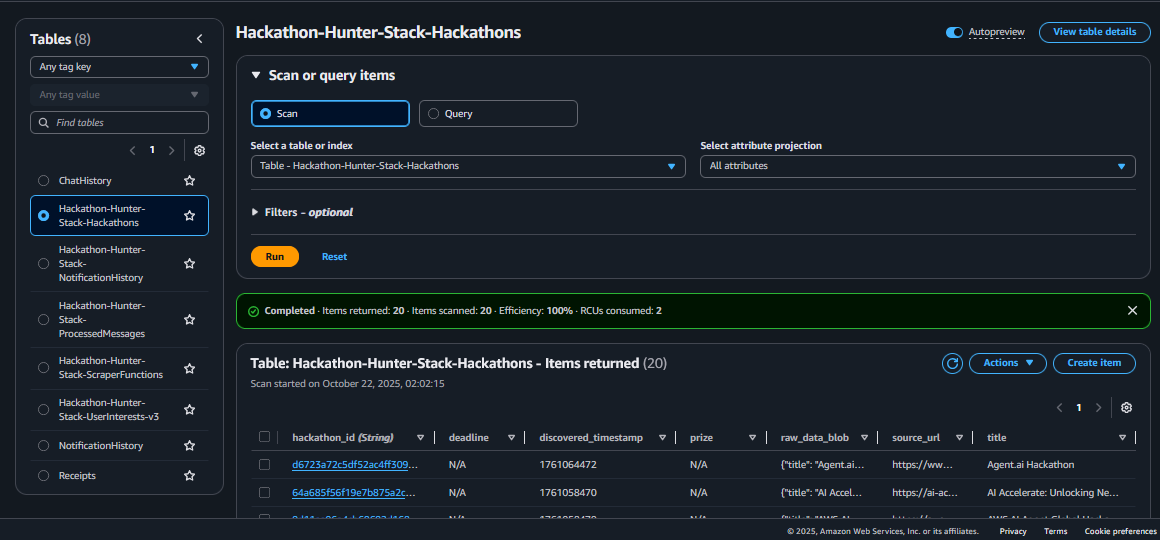 Tables (8)
Any tag key
Any tag value
Find tables
1
ChatHistory
Hackathon-Hunter-
Stack-Hackathons
Hackathon-Hunter-
Stack-
NotificationHistory
Hackathon-Hunter-
Stack-
ProcessedMessages
Hackathon-Hunter-
Stack-ScraperFunctions
Hackathon-Hunter-
Stack-UserInterests-v3
NotificationHistory
Receipts
Hackathon-Hunter-Stack-Hackathons
Autopreview
View table details
Scan or query items
Scan
Query
Select a table or index
Table - Hackathon-Hunter-Stack-Hackathons
Select attribute projection
All attributes
Filters - optional
Run
Reset
Completed · Items returned: 20 · Items scanned: 20 · Efficiency: 100% · RCUs consumed: 2
Table: Hackathon-Hunter-Stack-Hackathons - Items returned (20)
Scan started on October 22, 2025, 02:02:15
Actions
Create item
1
hackathon_id (String) deadline discovered_timestamp prize raw_data_blob source_url title
d6723a72c5df52ac4ff309... N/A 1761064472 N/A {"title": "Agent.ai... https://ww... Agent.ai Hackathon
64a685f56f19e7b875a2c... N/A 1761058470 N/A {"title": "AI Accel... https://ai-ac... AI Accelerate: Unlocking Ne...
© 2025, Amazon Web Services, Inc. or its affiliates. Privacy Terms Cookie preferences